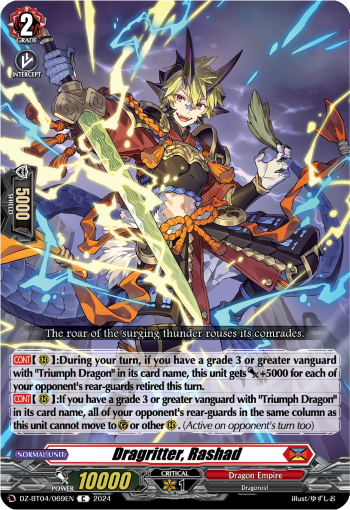 2
GRADE
INTERCEPT
5000
SHIELD
The roar of the surging thunder rouses its comrades.
CONT【 1:During your turn, if you have a grade 3 or greater vanguard
with "Triumph Dragon" in its card name, this unit gets +5000 for each of
your opponent's rear-guards retired this turn.
CONT【 1:If you have a grade 3 or greater vanguard with "Triumph Dragon"
in its card name, all of your opponent's rear-guards in the same column as
this unit cannot move to or other . (Active on opponent's turn too)
NORMAL UNIT
Dragritter, Rashad
POWER
10000
CRITICAL
1
Dragon Empire
Dragroid
DZ-BT04/069EN C 2024
illust/ゆずしお